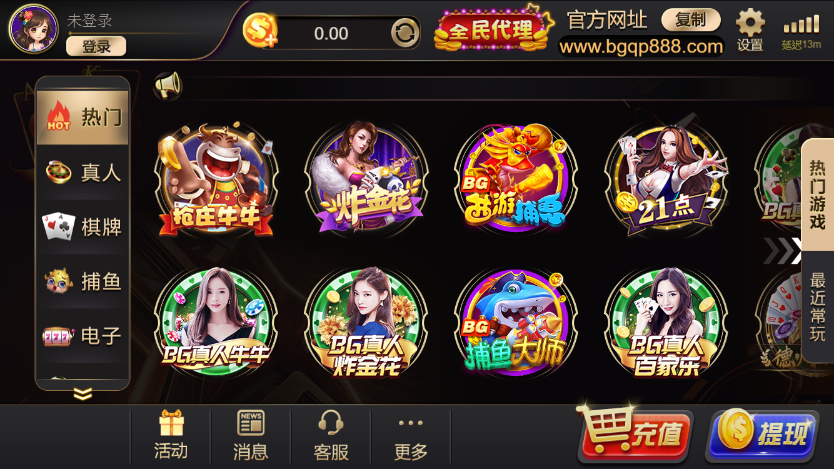 未登录
登录
0.00
全民代理
官方网址
复制
www.bgqp888.com
设置
延迟13m
HOT
热门
真人
棋牌
捕鱼
电子
抢庄牛牛
炸金花
BG
西游捕鱼
21点
BG
BG真人牛牛
BG真人
炸金花
BG
捕鱼大师
BG真人
百家乐
德
热门游戏
最近常玩
活动
NEWS
消息
客服
更多
充值
提现